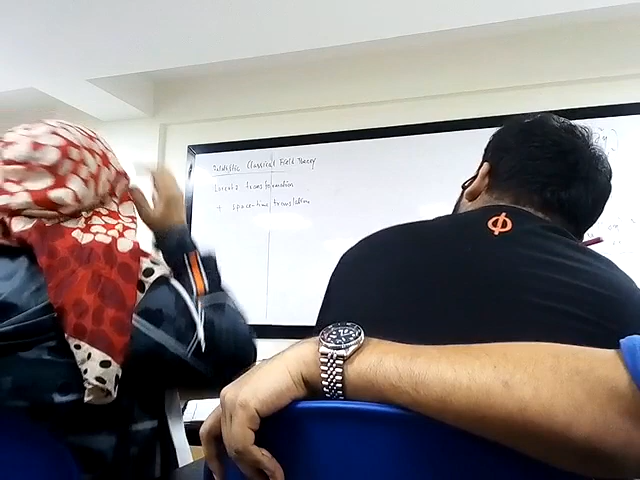 Relativistic Classical Field Theory
Lorentz transformation
+ space-time translation
Φ